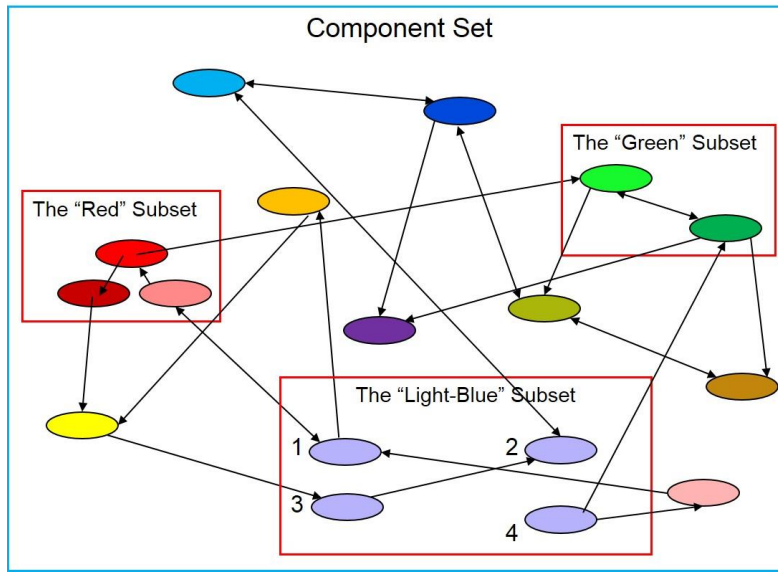 Component Set
The “Green” Subset
The “Red” Subset
The “Light-Blue” Subset
1
2
3
4